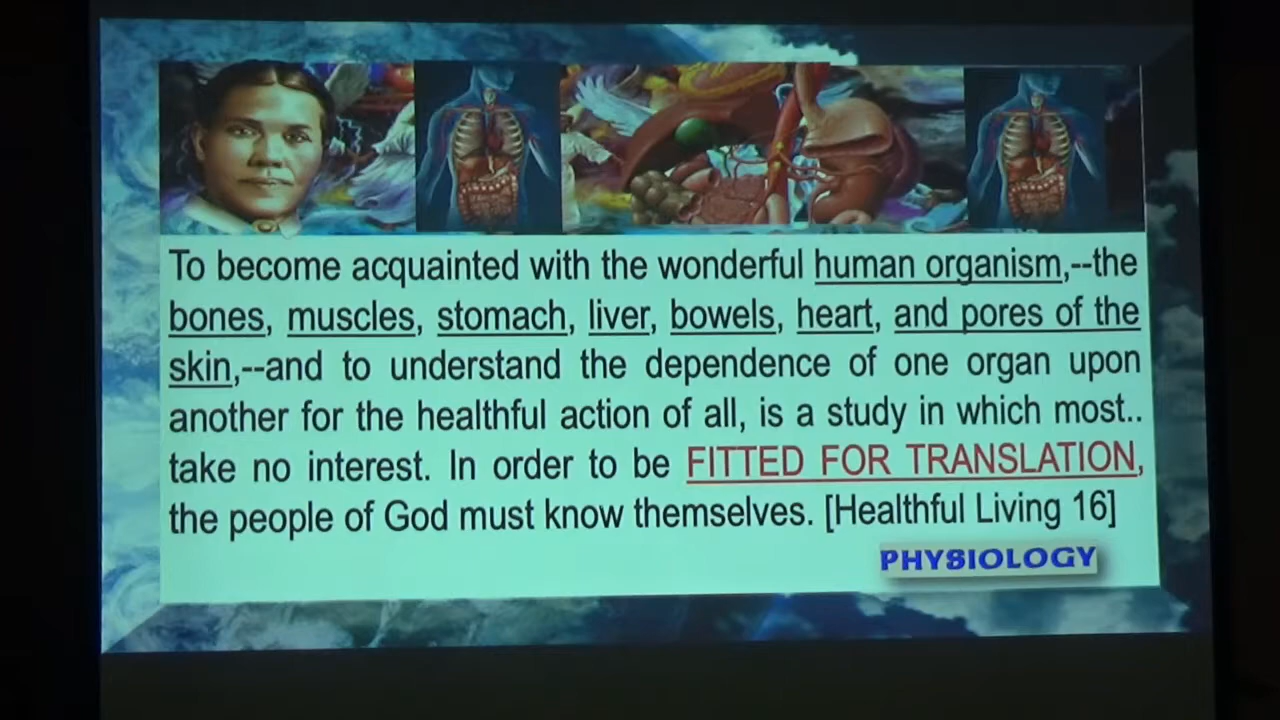 To become acquainted with the wonderful human organism,--the
bones, muscles, stomach, liver, bowels, heart, and pores of the
skin,--and to understand the dependence of one organ upon
another for the healthful action of all, is a study in which most..
take no interest. In order to be FITTED FOR TRANSLATION,
the people of God must know themselves. [Healthful Living 16]
PHYSIOLOGY